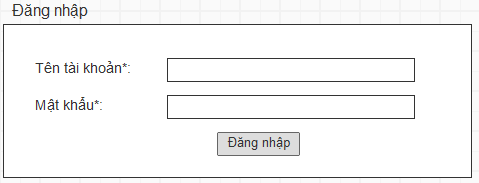 Đăng nhập
Tên tài khoản*:
Mật khẩu*:
Đăng nhập